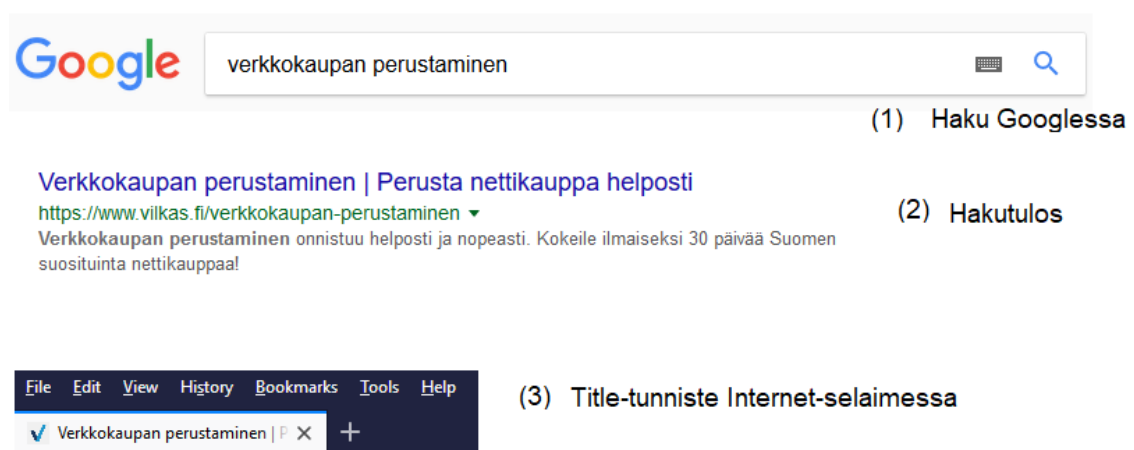 Google verkkokaupan perustaminen
(1) Haku Googlessa
Verkkokaupan perustaminen | Perusta nettikauppa helposti
https://www.vilkas.fi/verkkokaupan-perustaminen
(2) Hakutulos
Verkkokaupan perustaminen onnistuu helposti ja nopeasti. Kokeile ilmaiseksi 30 päivää Suomen
suosituinta nettikauppaa!
File Edit View History Bookmarks Tools Help
(3) Title-tunniste Internet-selaimessa
Verkkokaupan perustaminen | P